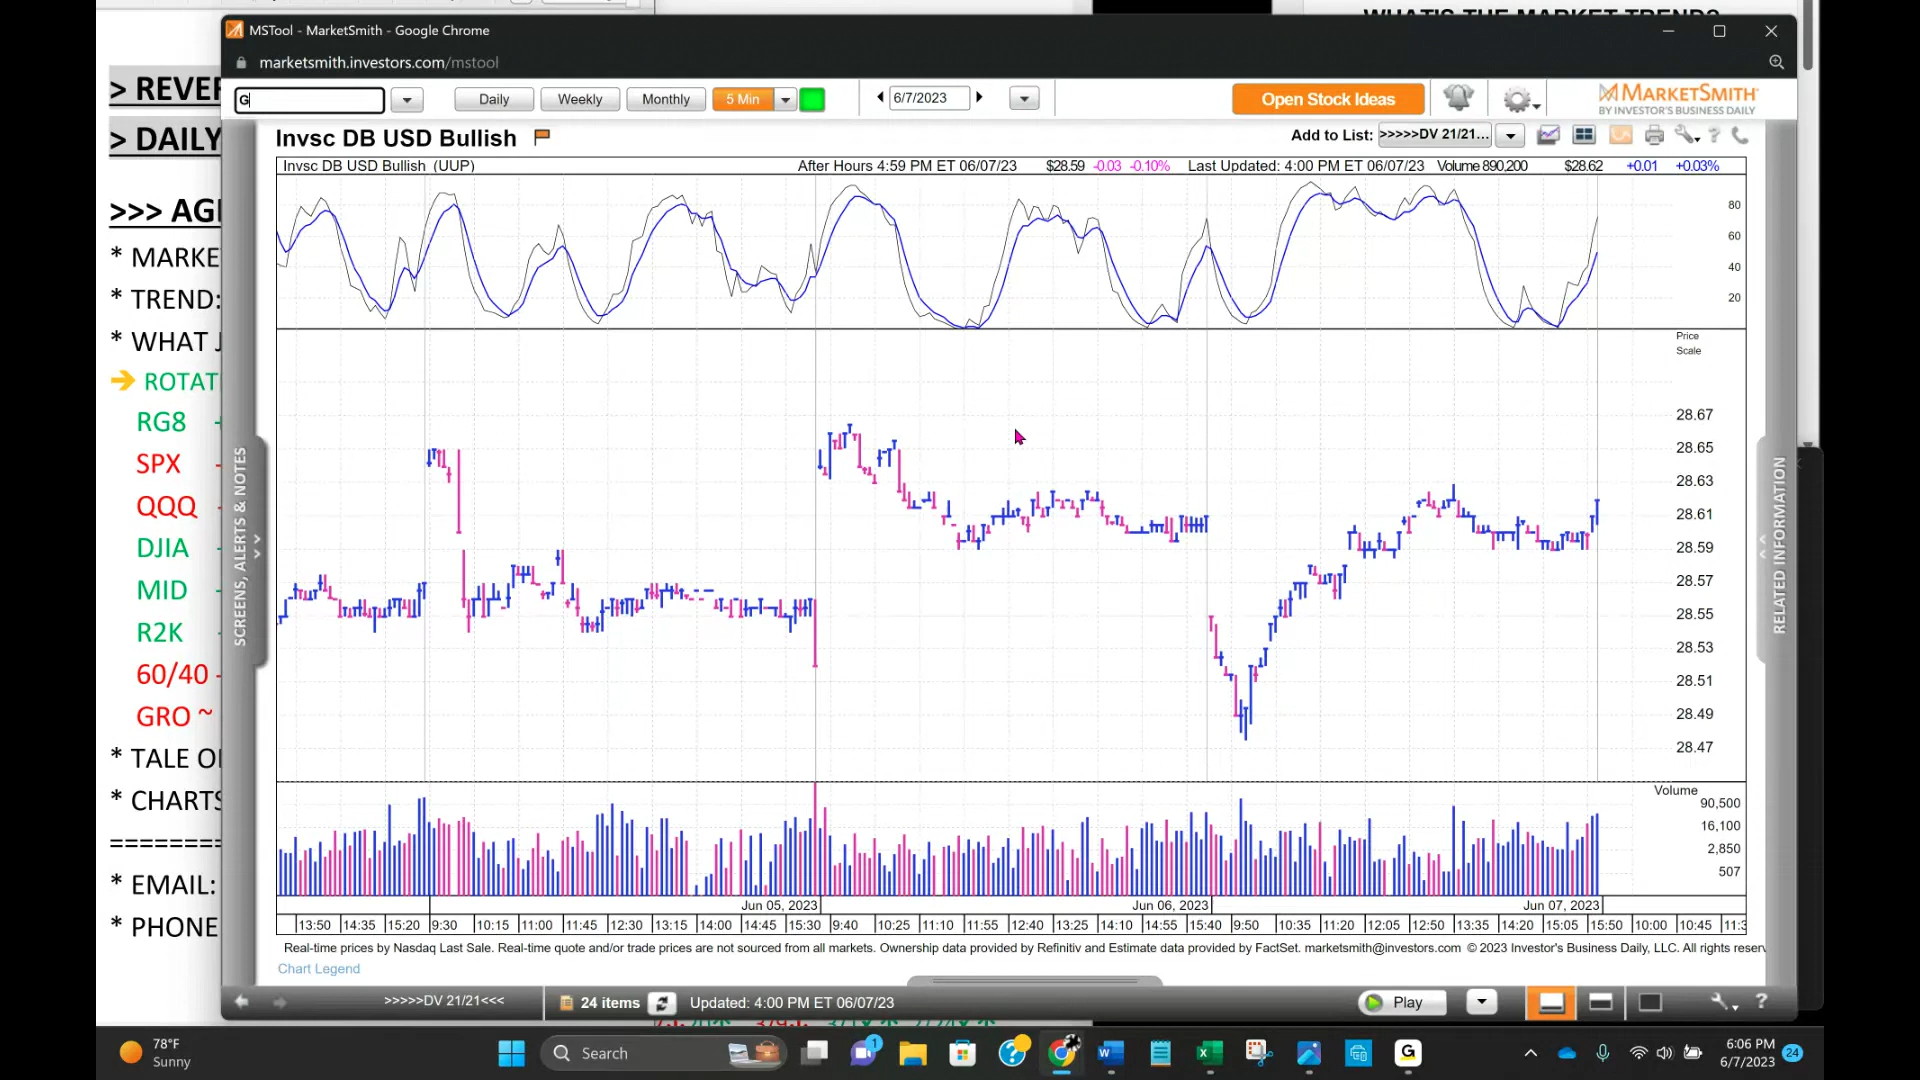 WHAT'S THE MARKET TREND?
MSTool - MarketSmith - Google Chrome
marketsmith.investors.com/mstool
G
Daily
Weekly
Monthly
5 Min
6/7/2023
Open Stock Ideas
MARKETSMITH
BY INVESTOR'S BUSINESS DAILY
Invsc DB USD Bullish
Add to List:
>>>>>DV 21/21...
Invsc DB USD Bullish (UUP)
After Hours 4:59 PM ET 06/07/23
$28.59
-0.03
-0.10%
Last Updated: 4:00 PM ET 06/07/23
Volume 890,200
$28.62
+0.01
+0.03%
80
60
40
20
Price
Scale
28.67
28.65
28.63
28.61
28.59
28.57
28.55
28.53
28.51
28.49
28.47
Volume
90,500
16,100
2,850
507
Jun 05, 2023
Jun 06, 2023
Jun 07, 2023
13:50
14:35
15:20
9:30
10:15
11:00
11:45
12:30
13:15
14:00
14:45
15:30
9:40
10:25
11:10
11:55
12:40
13:25
14:10
14:55
15:40
9:50
10:35
11:20
12:05
12:50
13:35
14:20
15:05
15:50
10:00
10:45
11:3
Real-time prices by Nasdaq Last Sale. Real-time quote and/or trade prices are not sourced from all markets. Ownership data provided by Refinitiv and Estimate data provided by FactSet. marketsmith@investors.com © 2023 Investor's Business Daily, LLC. All rights reserv
Chart Legend
SCREENS, ALERTS & NOTES
RELATED INFORMATION
>>>>>DV 21/21<<<
24 items
Updated: 4:00 PM ET 06/07/23
Play
> REVER
> DAILY
>>> AG
* MARKE
* TREND:
* WHAT J
ROTAT
RG8
SPX -
QQQ -
DJIA -
MID -
R2K -
60/40 -
GRO ~
* TALE O
* CHARTS
========
* EMAIL:
* PHONE
78°F
Sunny
Search
1
6:06 PM
6/7/2023
24